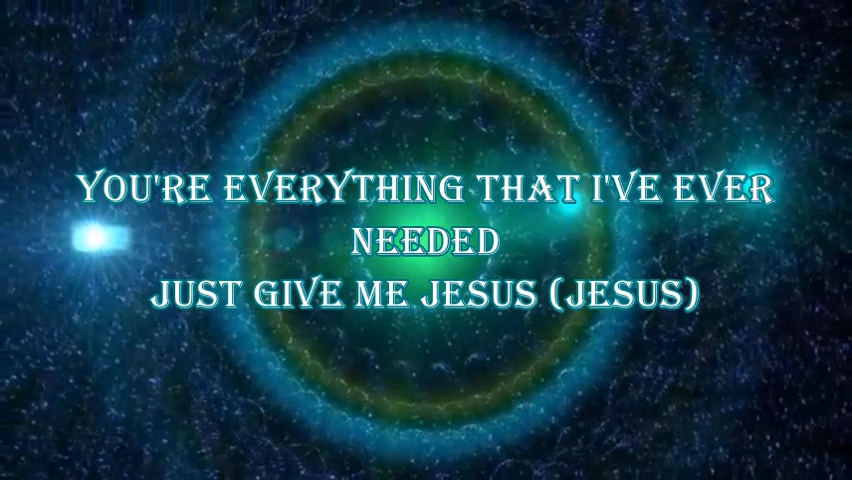 YOU'RE EVERYTHING THAT I'VE EVER
NEEDED
JUST GIVE ME JESUS (JESUS)